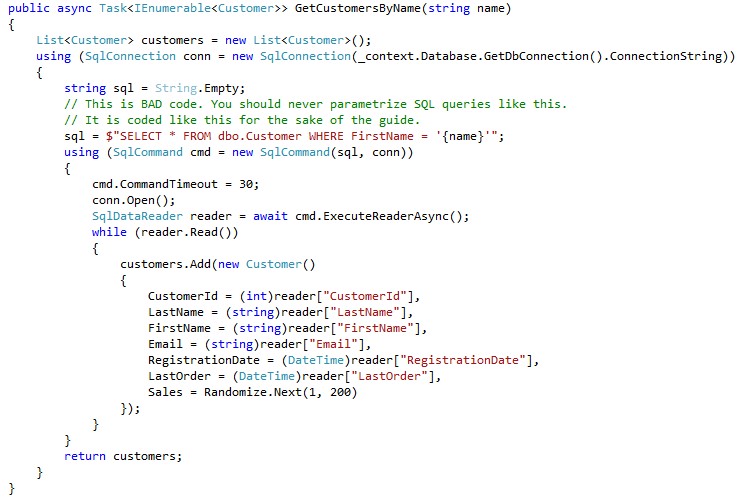 public async Task<IEnumerable<Customer>> GetCustomersByName(string name)
{
    List<Customer> customers = new List<Customer>();
    using (SqlConnection conn = new SqlConnection(_context.Database.GetDbConnection().ConnectionString))
    {
        string sql = String.Empty;
        // This is BAD code. You should never parametrize SQL queries like this.
        // It is coded like this for the sake of the guide.
        sql = $"SELECT * FROM dbo.Customer WHERE FirstName = '{name}'";
        using (SqlCommand cmd = new SqlCommand(sql, conn))
        {
            cmd.CommandTimeout = 30;
            conn.Open();
            SqlDataReader reader = await cmd.ExecuteReaderAsync();
            while (reader.Read())
            {
                customers.Add(new Customer()
                {
                    CustomerId = (int)reader["CustomerId"],
                    LastName = (string)reader["LastName"],
                    FirstName = (string)reader["FirstName"],
                    Email = (string)reader["Email"],
                    RegistrationDate = (DateTime)reader["RegistrationDate"],
                    LastOrder = (DateTime)reader["LastOrder"],
                    Sales = Randomize.Next(1, 200)
                });
            }
        }
        return customers;
    }
}